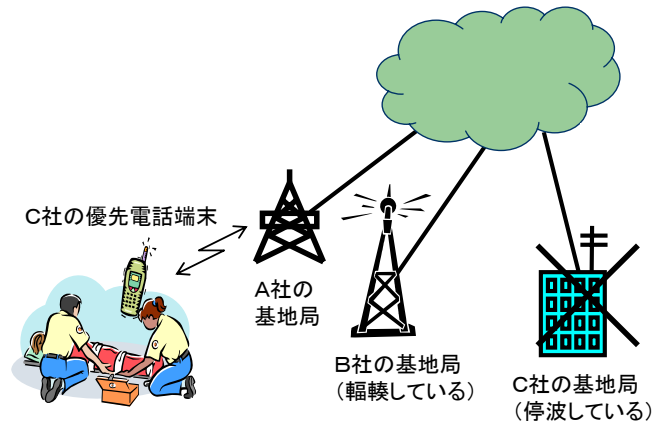 C社の優先電話端末
A社の
基地局
B社の基地局
（輻輳している）
C社の基地局
（停波している）